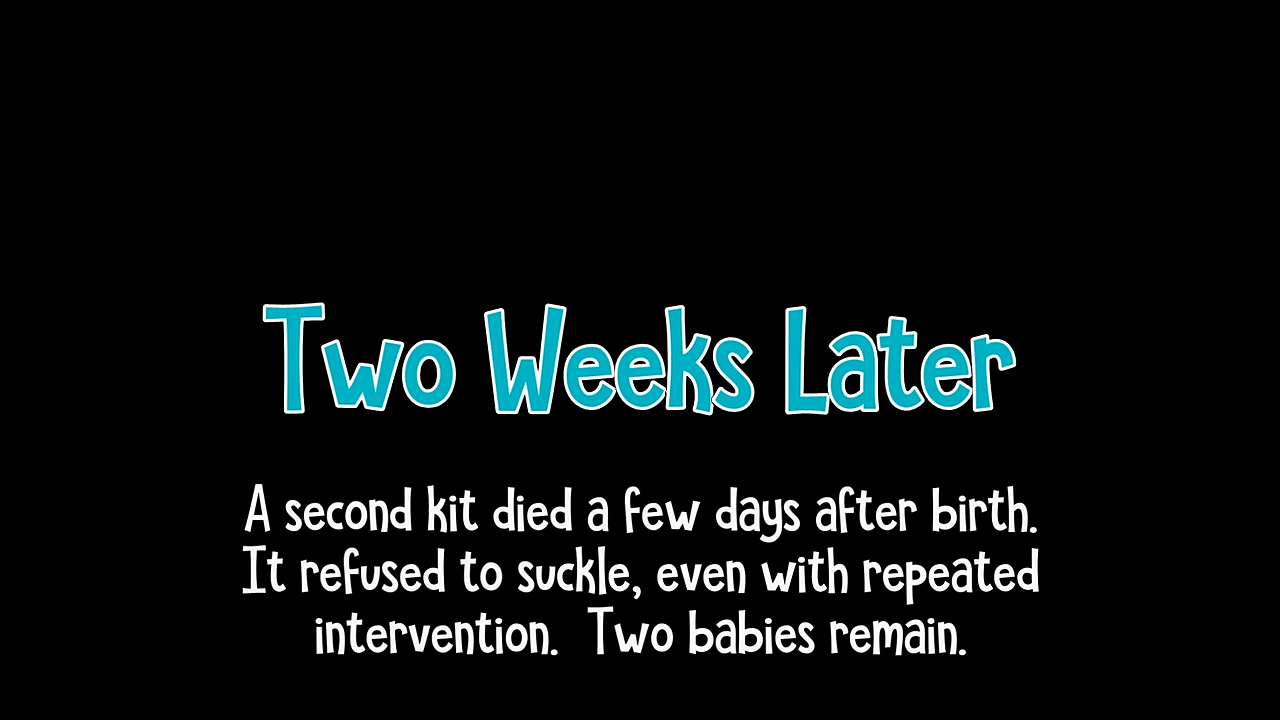 Two Weeks Later
A second kit died a few days after birth.
It refused to suckle, even with repeated
intervention.  Two babies remain.